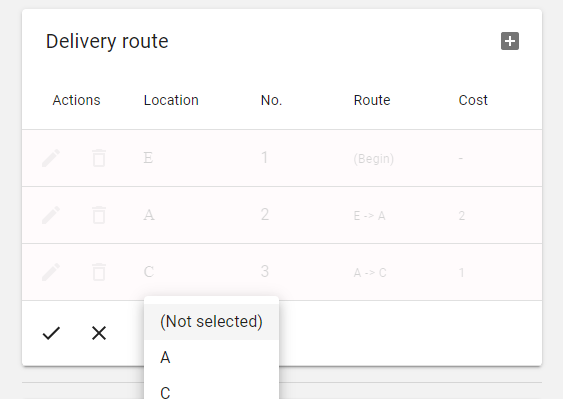 Delivery route
Actions Location No. Route Cost
E 1 (Begin) -
A 2 E -> A 2
C 3 A -> C 1
(Not selected)
A
C